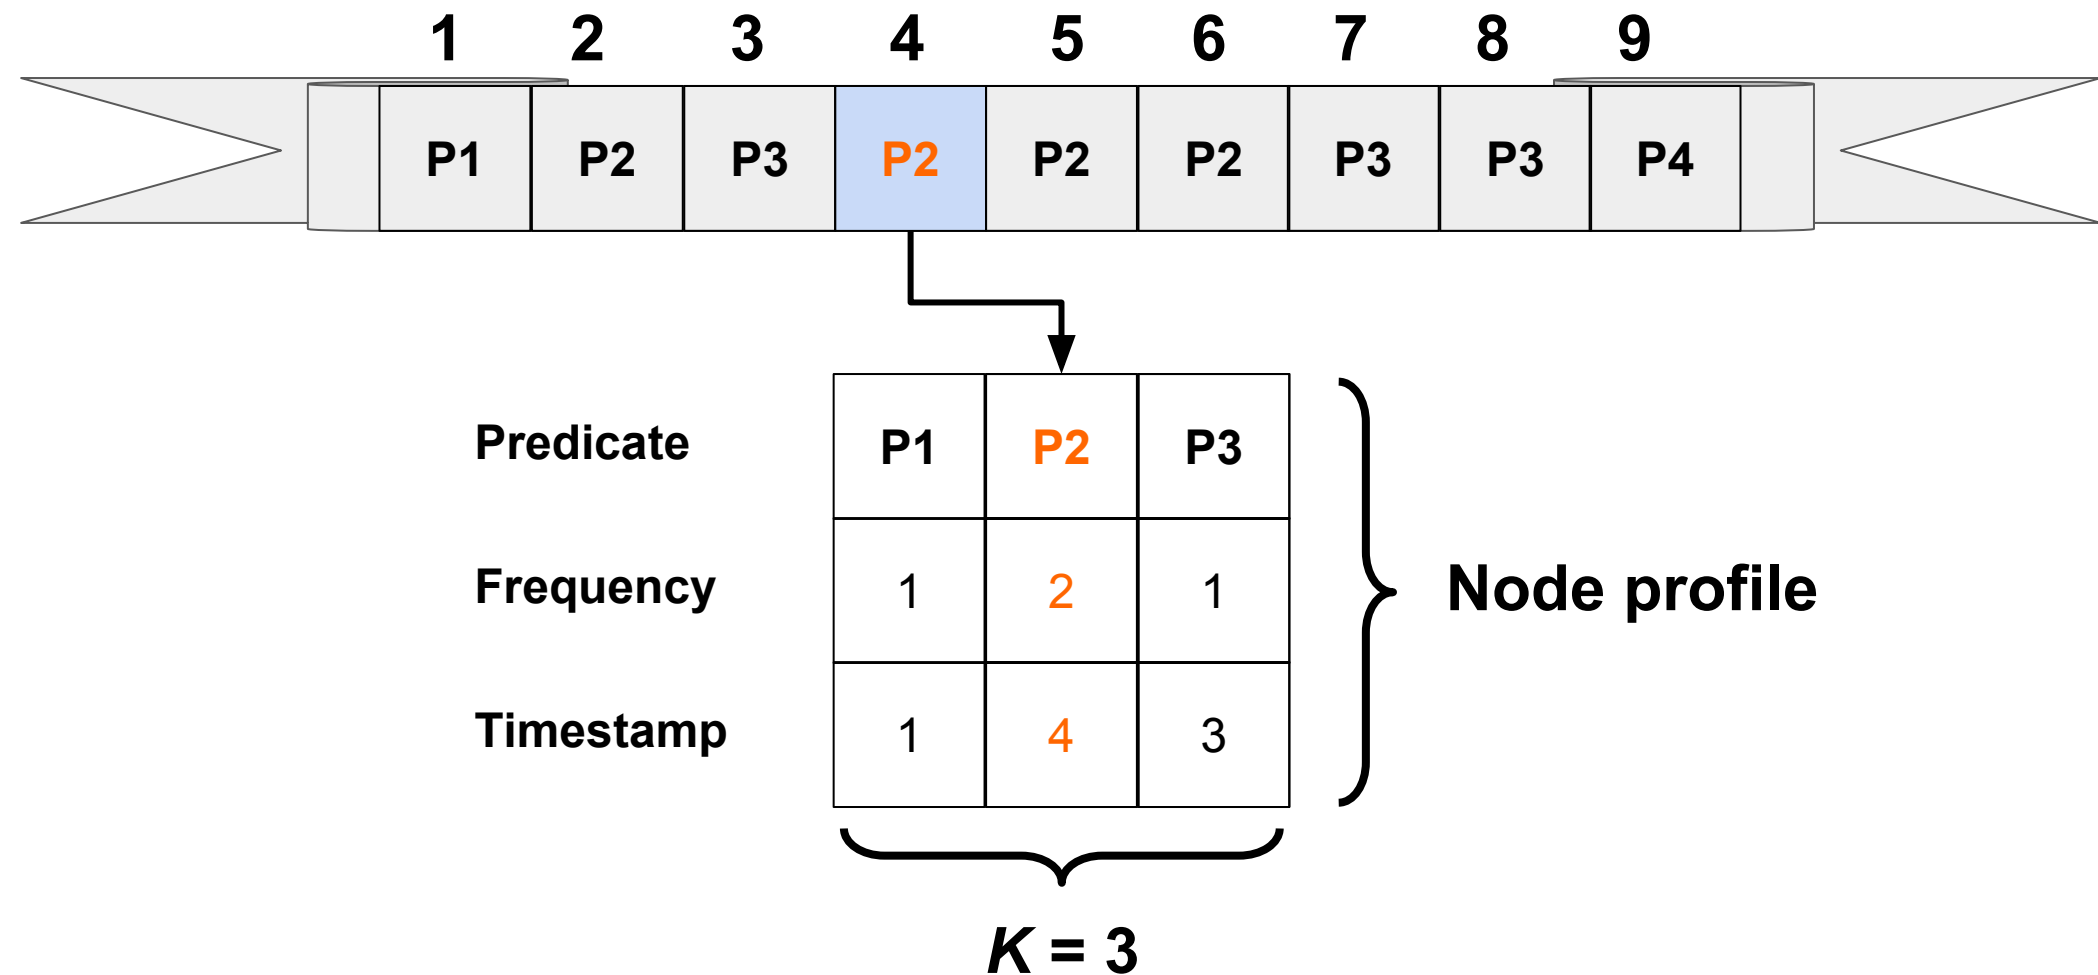 1 2 3 4 5 6 7 8 9
P1 P2 P3 P2 P2 P2 P3 P3 P4
Predicate P1 P2 P3
Frequency 1 2 1
Node profile
Timestamp 1 4 3
K = 3